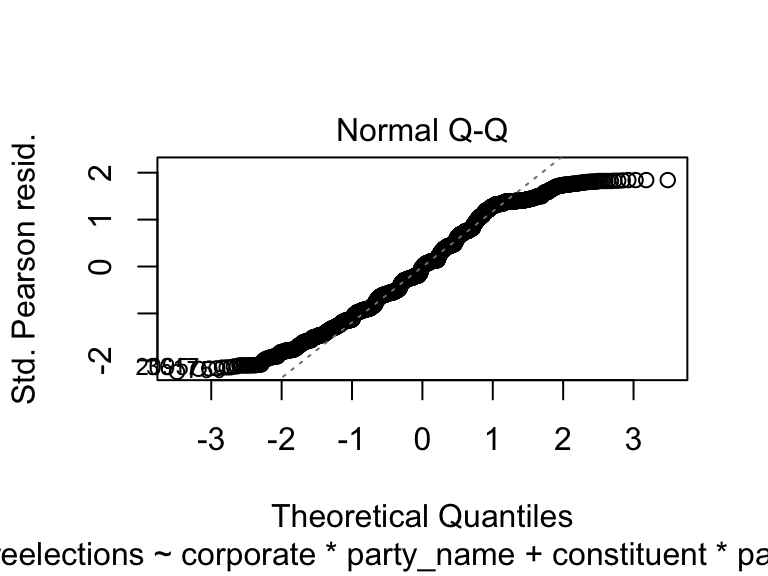 Normal Q-Q
Std. Pearson resid.
2
1
0
-2
-3
-2
-1
0
1
2
3
Theoretical Quantiles
reelections ~ corporate * party_name + constituent * pa